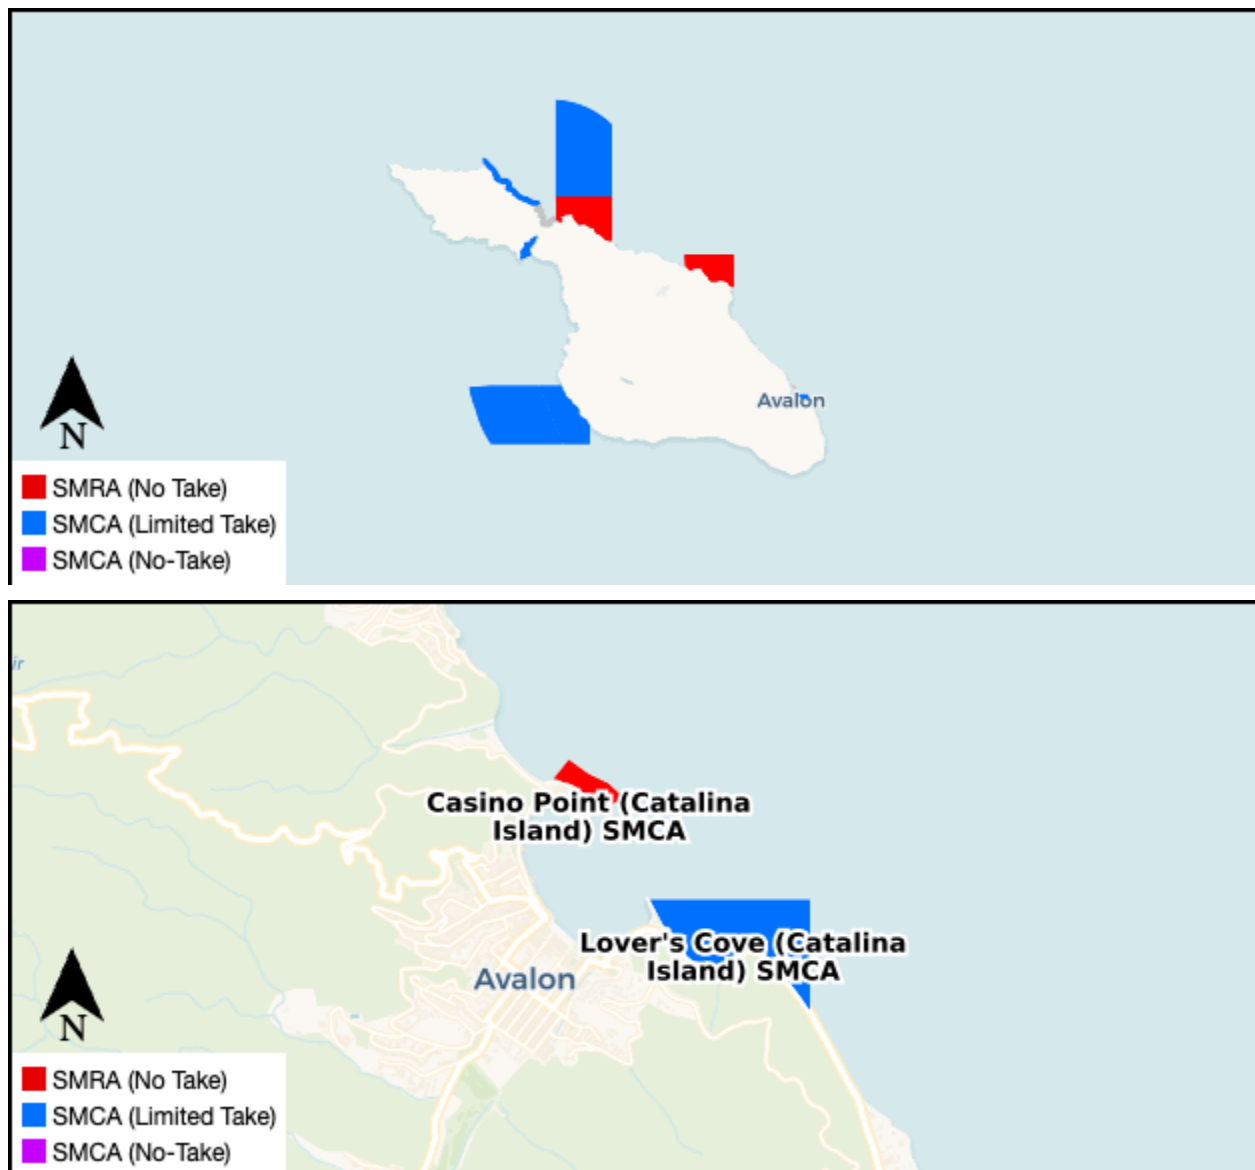 Avalon
N
SMRA (No Take)
SMCA (Limited Take)
SMCA (No-Take)
ir
Casino Point (Catalina
Island) SMCA
Lover's Cove (Catalina
Island) SMCA
Avalon
N
SMRA (No Take)
SMCA (Limited Take)
SMCA (No-Take)